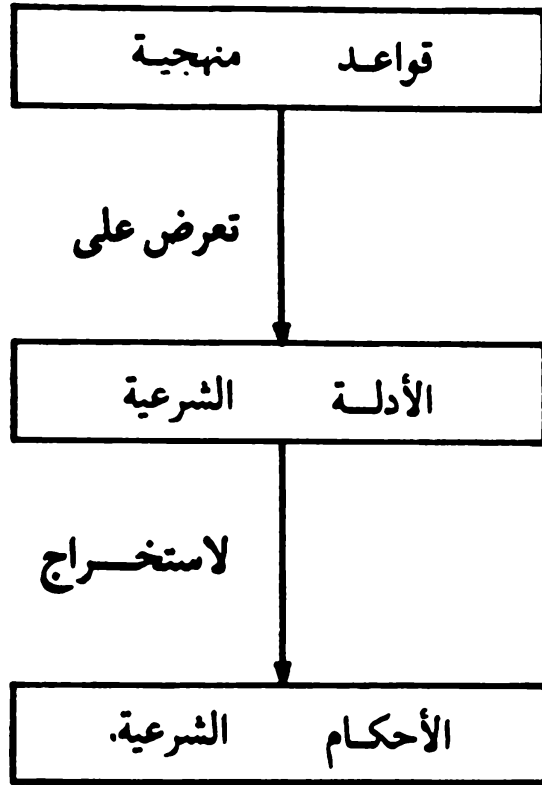 قواعد منهجية
تعرض على
الأدلة الشرعية
لاستخراج
الأحكام الشرعية.